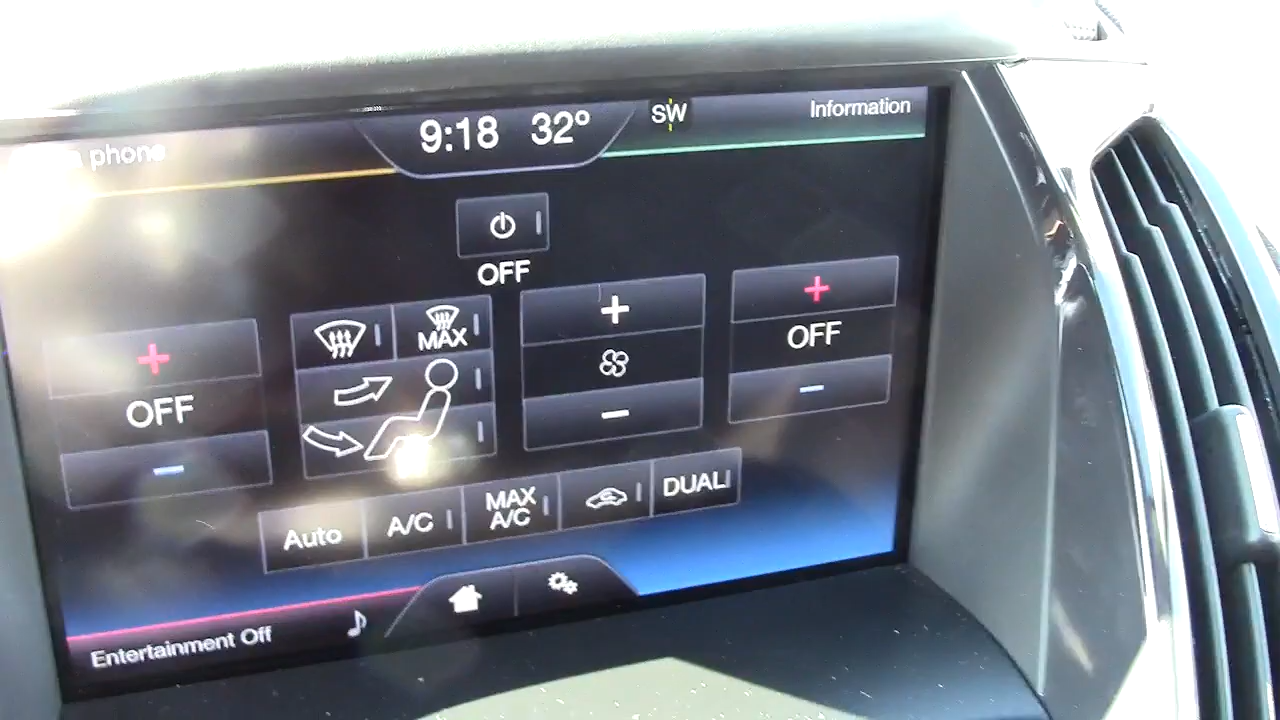 phone
9:18 32°
SW
Information
OFF
MAX
OFF
OFF
Auto
A/C
MAX
A/C
DUAL
Entertainment Off